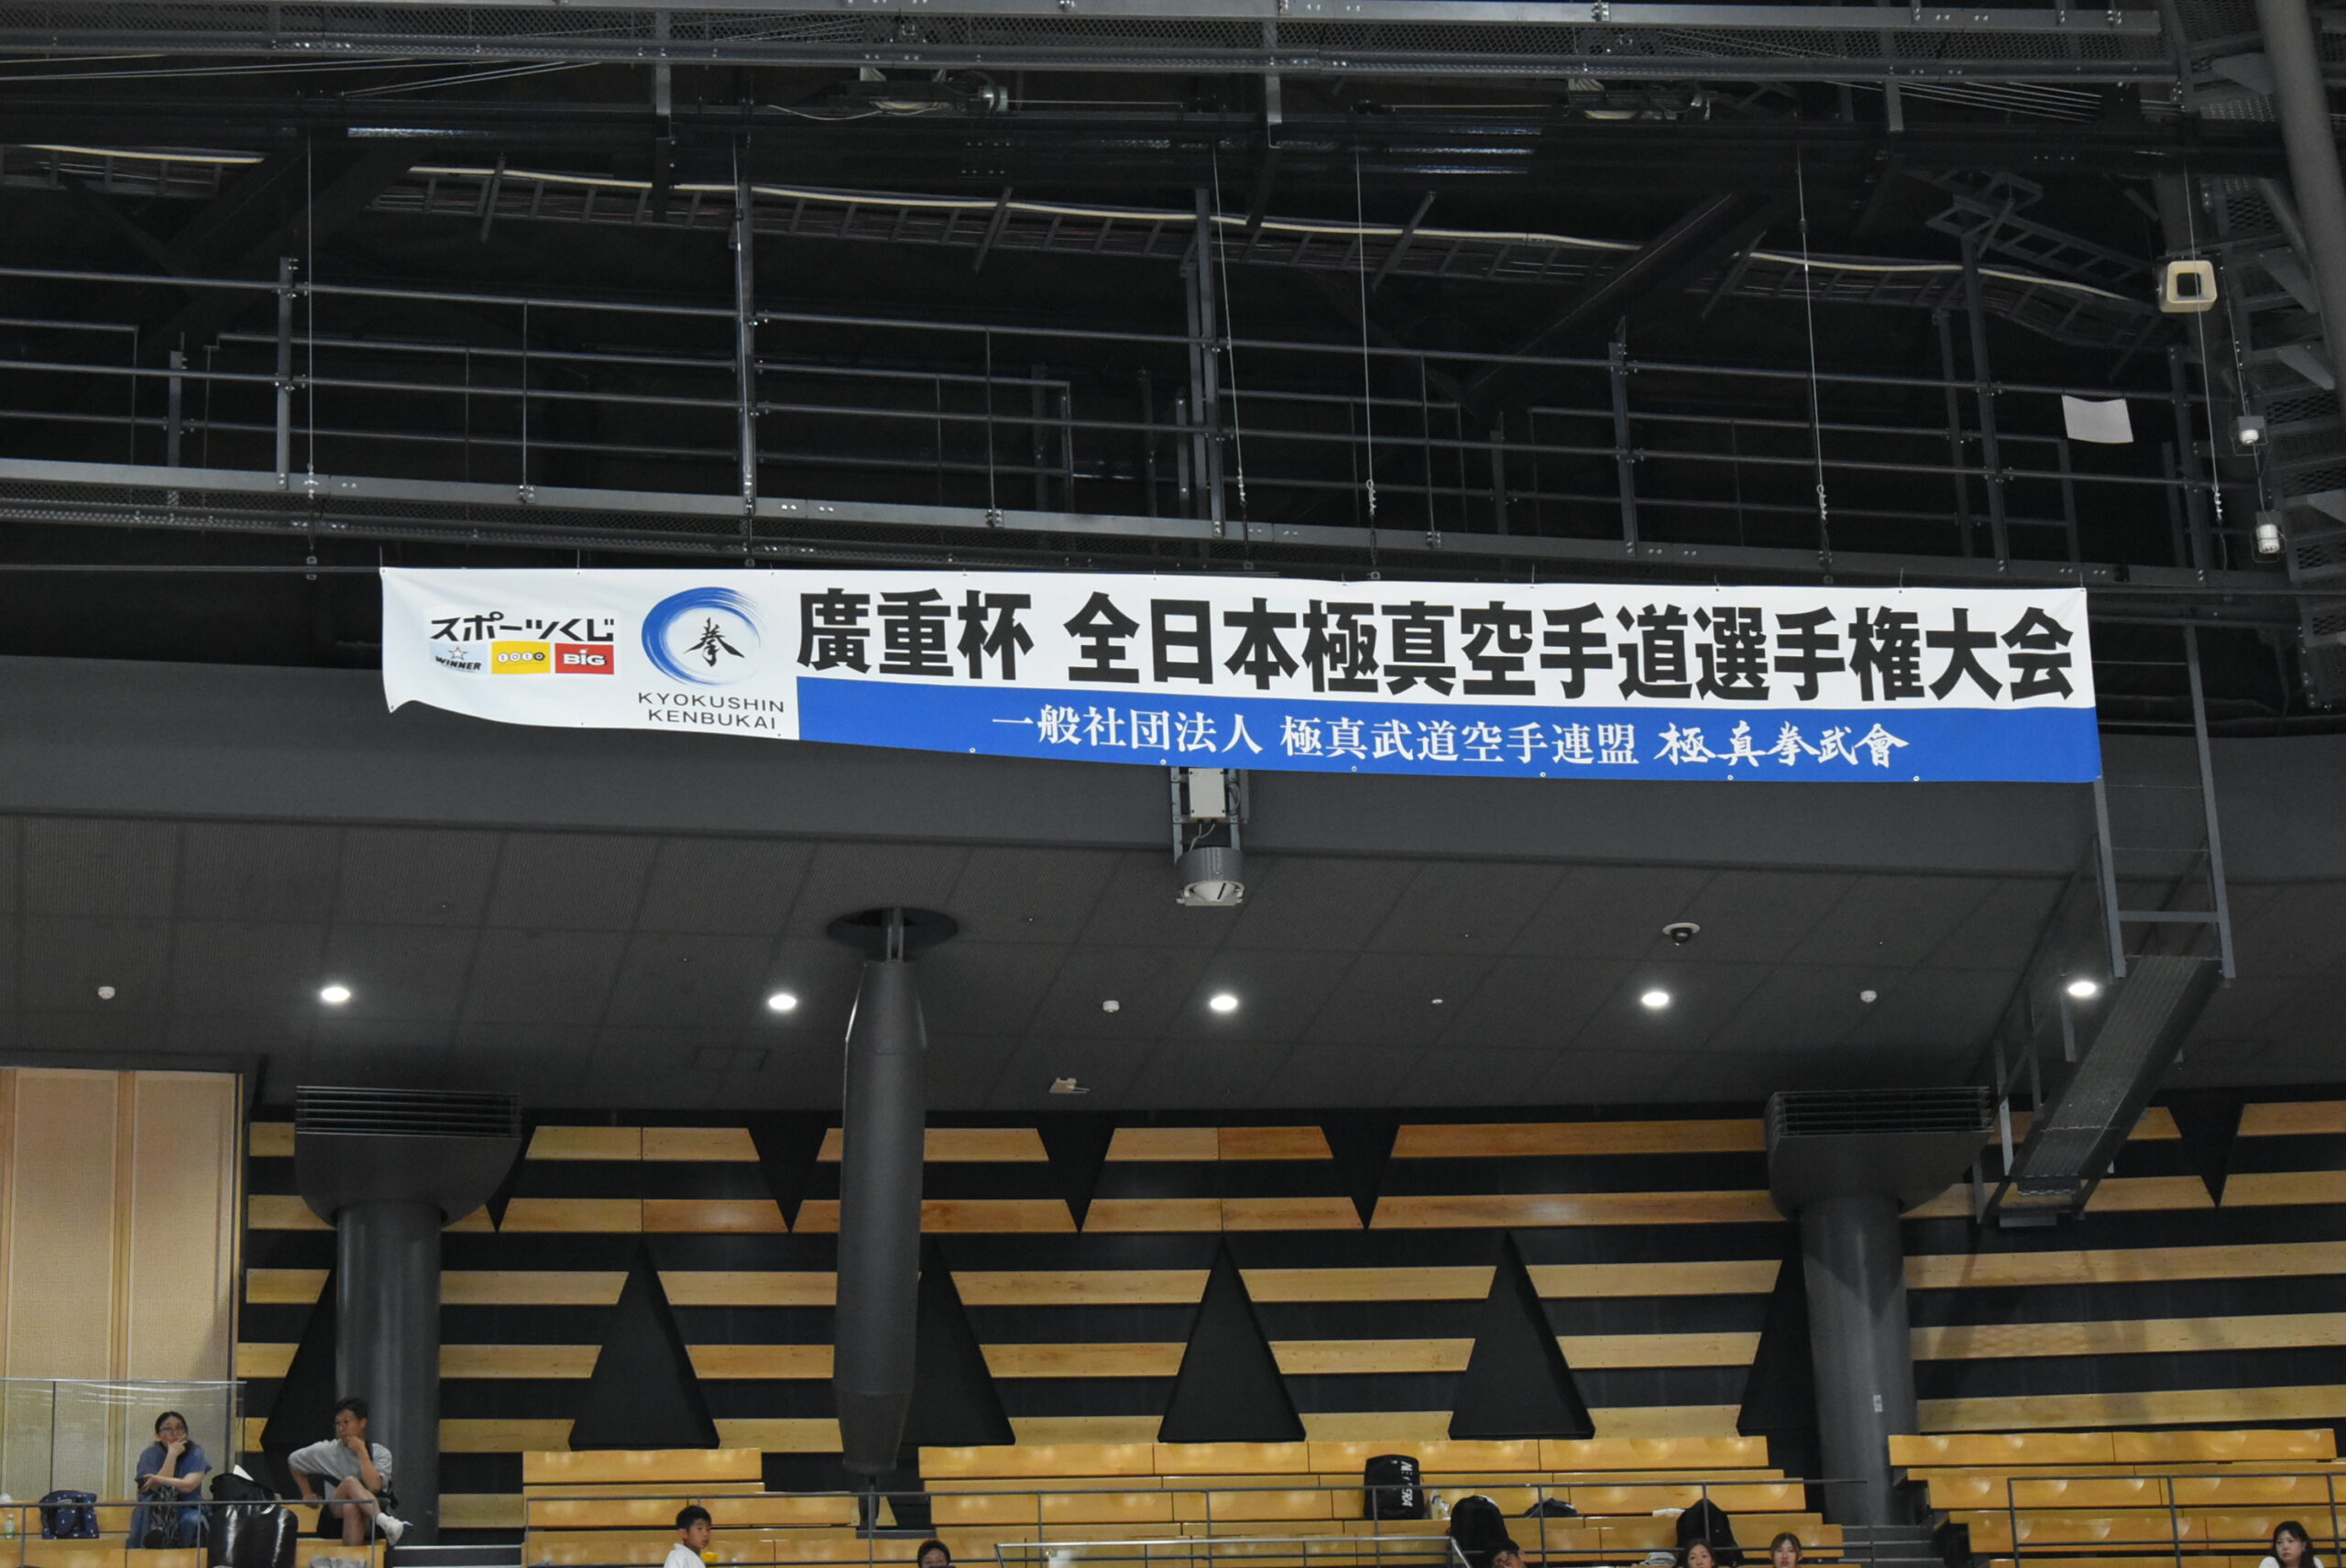 スポーツくじ
WINNER toto BIG
拳
KYOKUSHIN
KENBUKAI
廣重杯 全日本極真空手道選手権大会
一般社団法人 極真武道空手連盟 極真拳武會